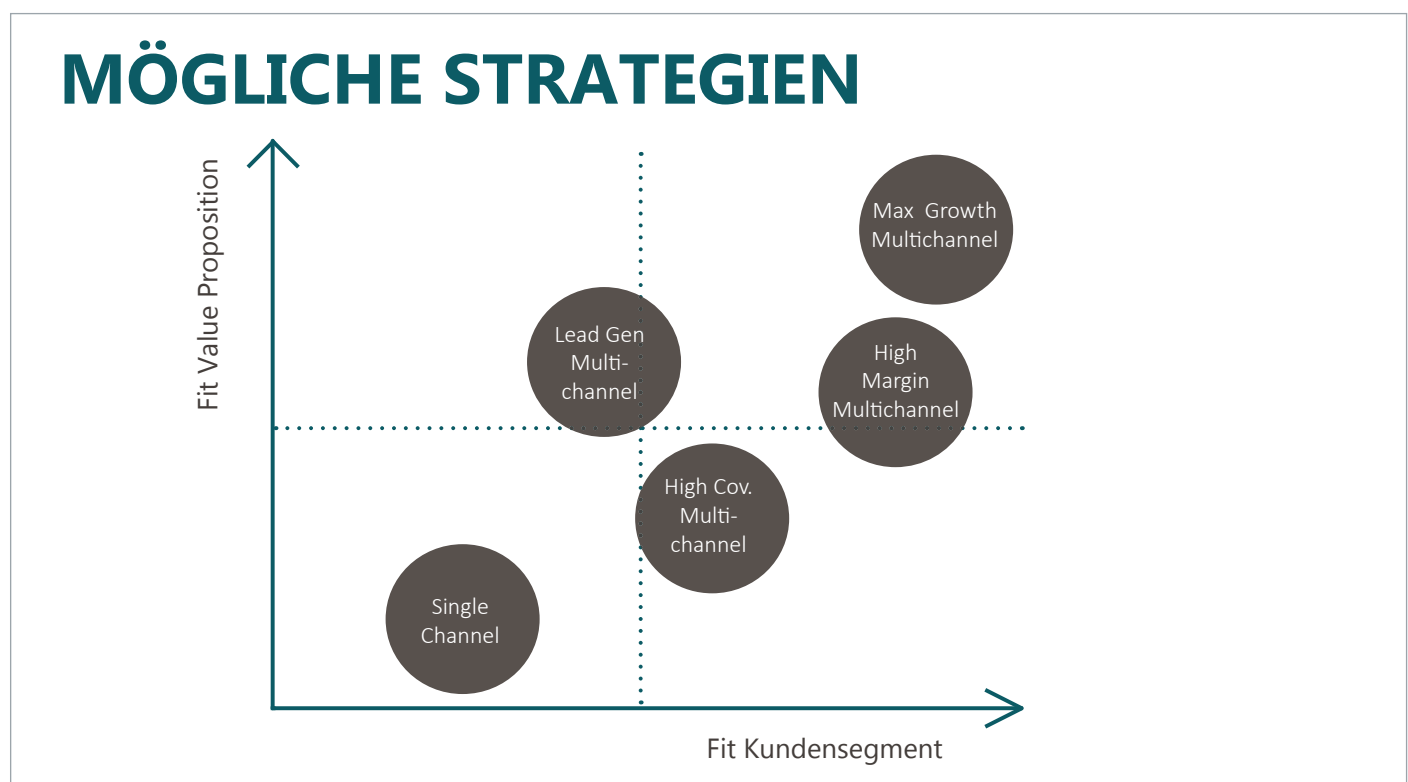 MÖGLICHE STRATEGIEN
Fit Value Proposition
Max Growth
Multichannel
Lead Gen
Multi-
channel
High
Margin
Multichannel
High Cov.
Multi-
channel
Single
Channel
Fit Kundensegment